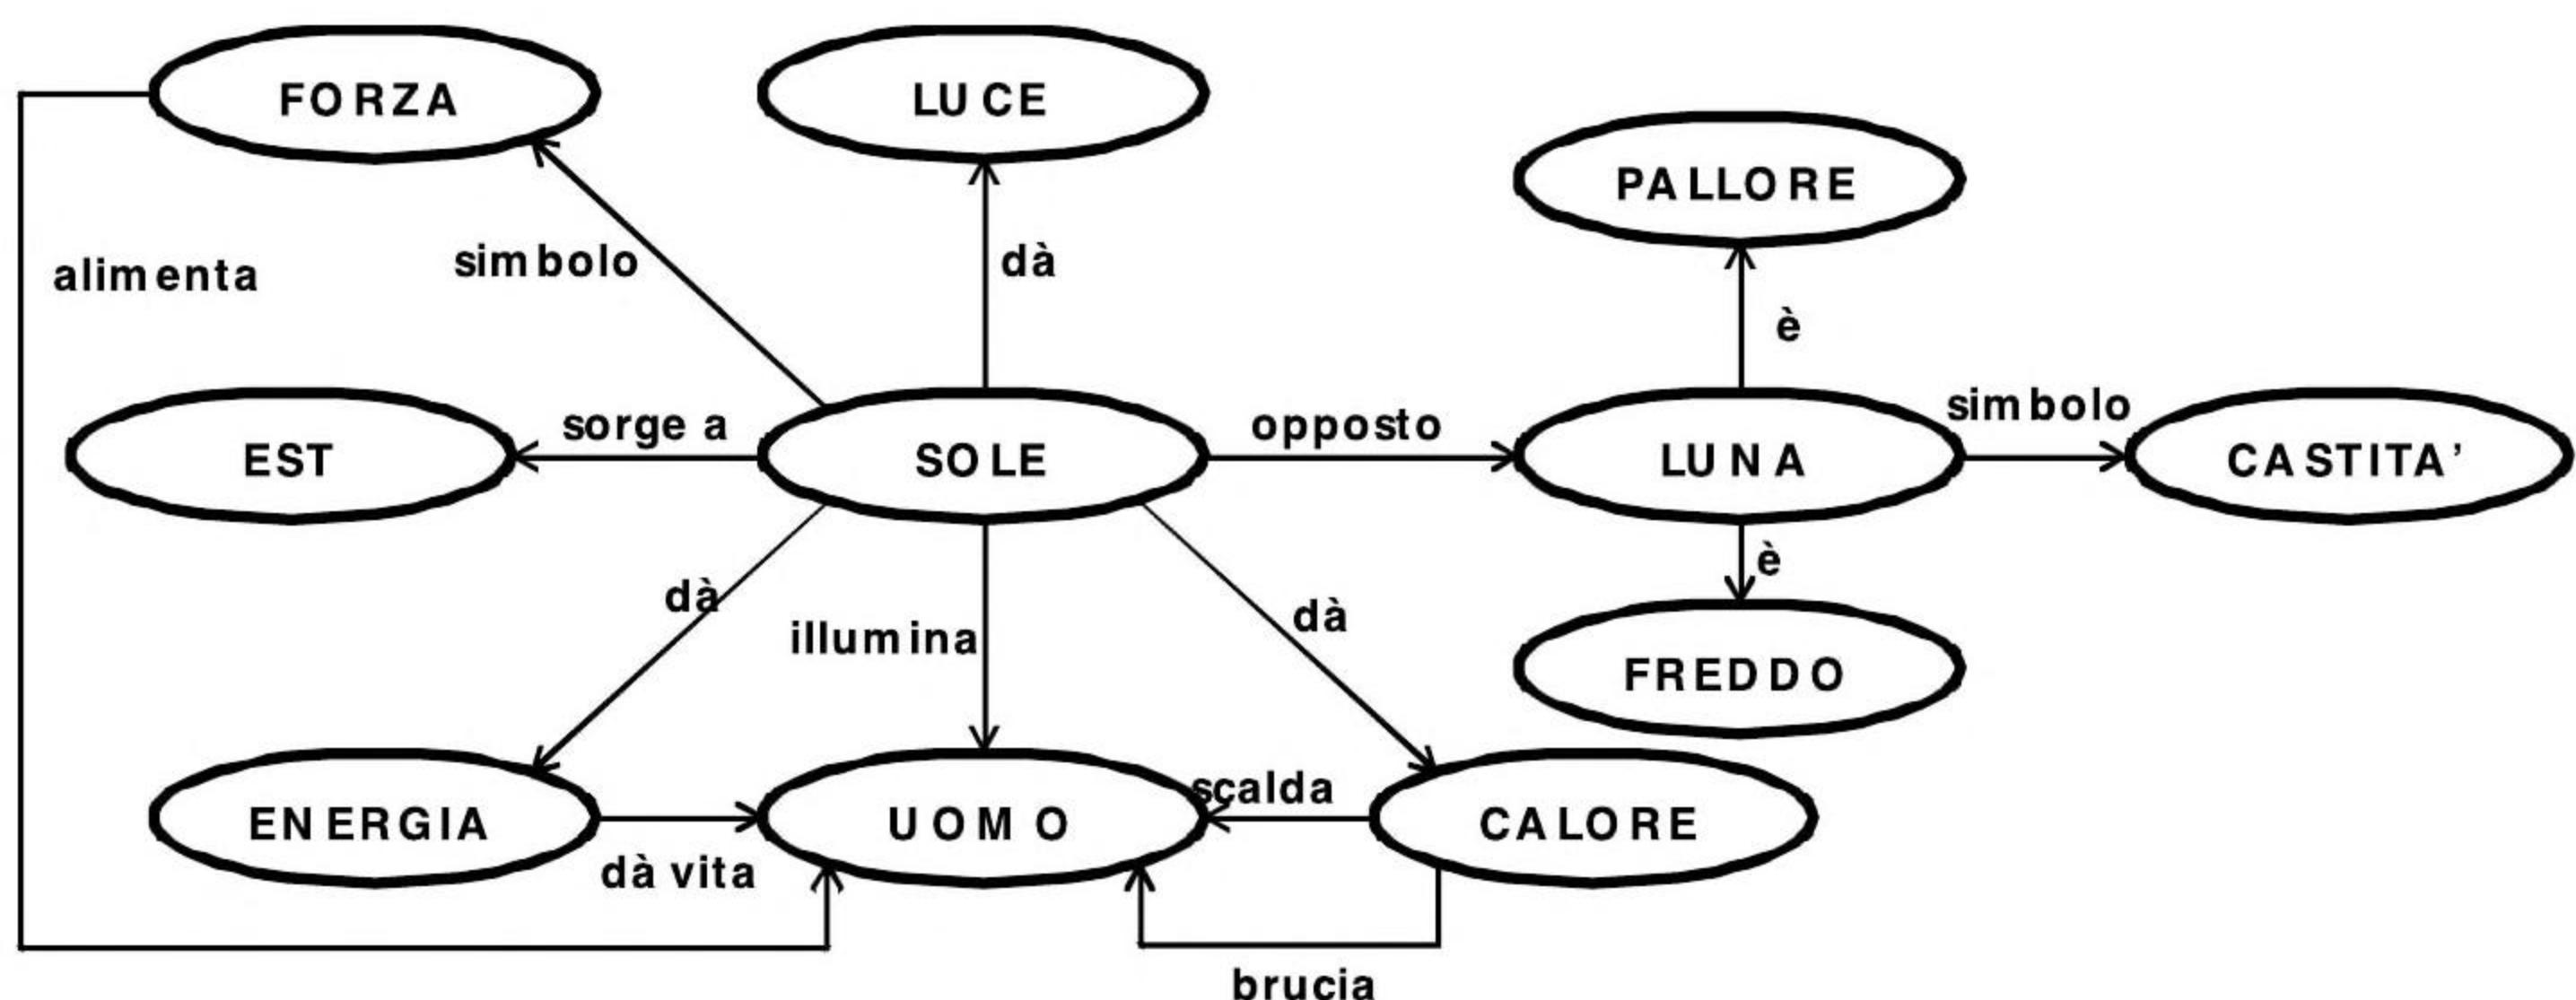 FORZA
LUCE
PALLORE
alimenta
simbolo
dà
è
EST
sorge a
SOLE
opposto
LUNA
simbolo
CASTITA’
dà
illumina
dà
è
FREDDO
ENERGIA
dà vita
UOMO
scalda
CALORE
brucia